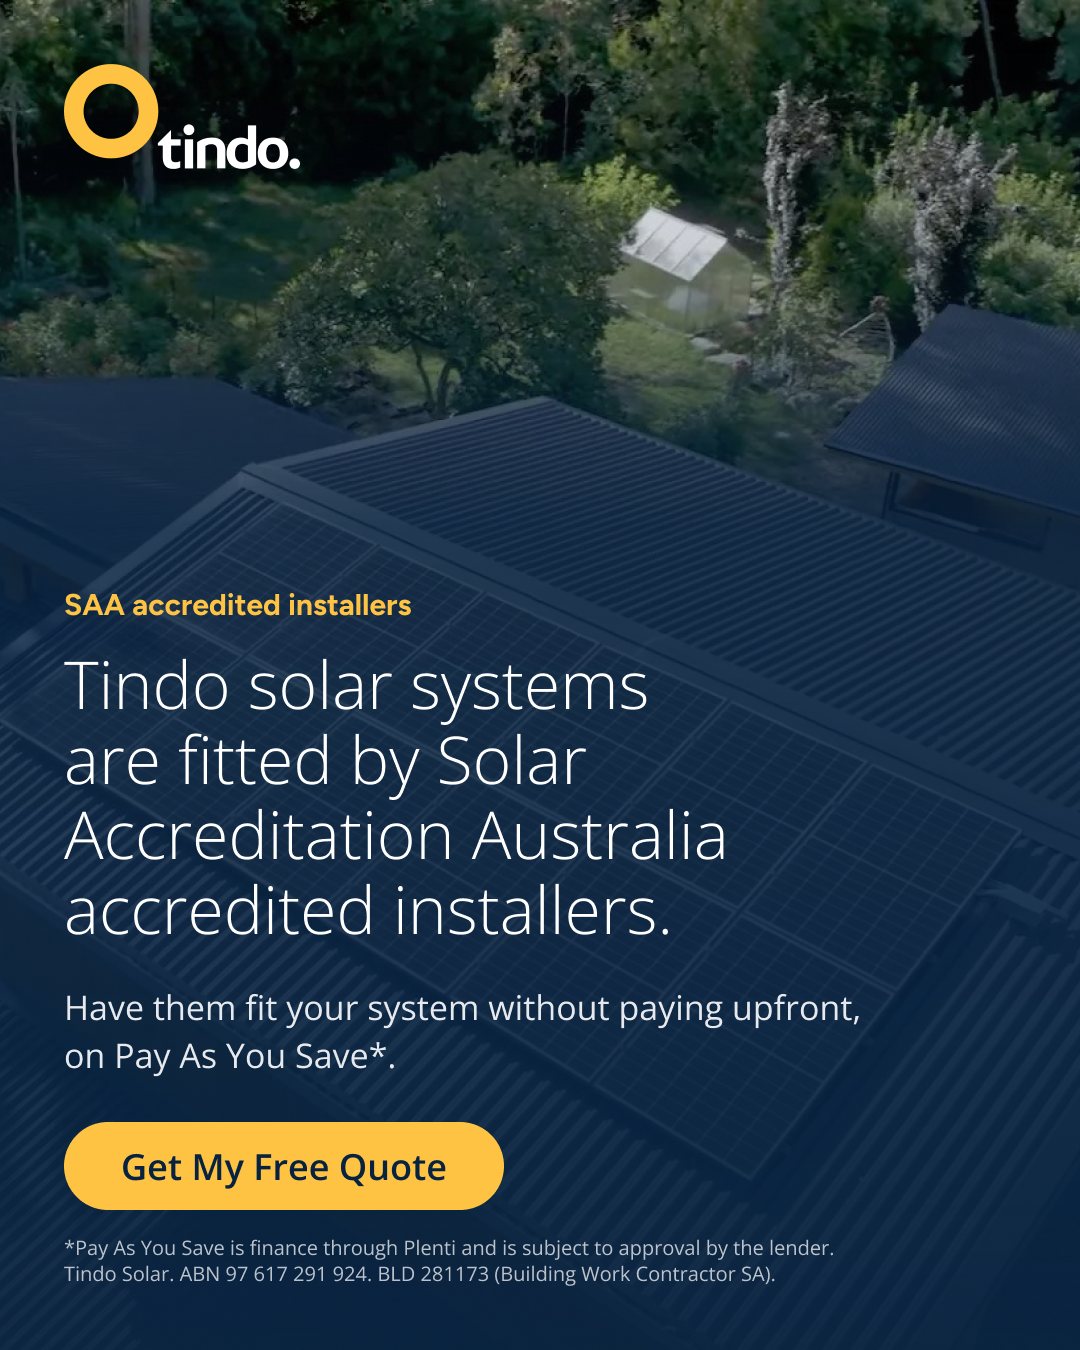 tindo.
SAA accredited installers
Tindo solar systems
are fitted by Solar
Accreditation Australia
accredited installers.
Have them fit your system without paying upfront,
on Pay As You Save*.
Get My Free Quote
*Pay As You Save is finance through Plenti and is subject to approval by the lender.
Tindo Solar. ABN 97 617 291 924. BLD 281173 (Building Work Contractor SA).